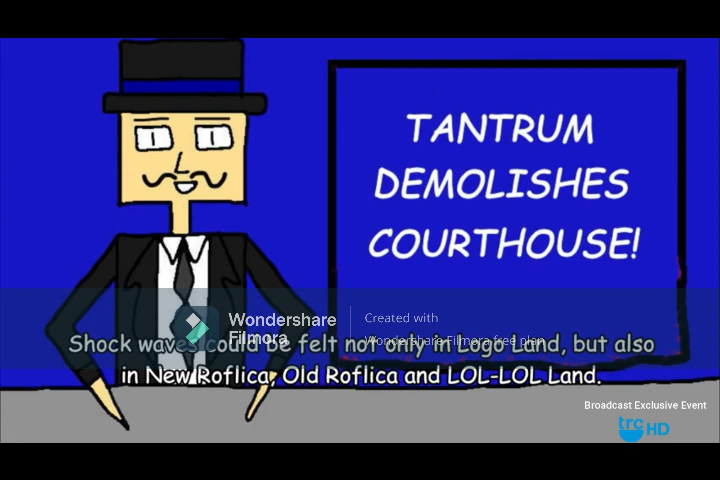 TANTRUM
DEMOLISHES
COURTHOUSE!
Wondershare
Filmora
Created with
Wondershare Filmora free plan
Shock waves could be felt not only in Logo Land, but also
in New Roflica, Old Roflica and LOL-LOL Land.
Broadcast Exclusive Event
trc HD